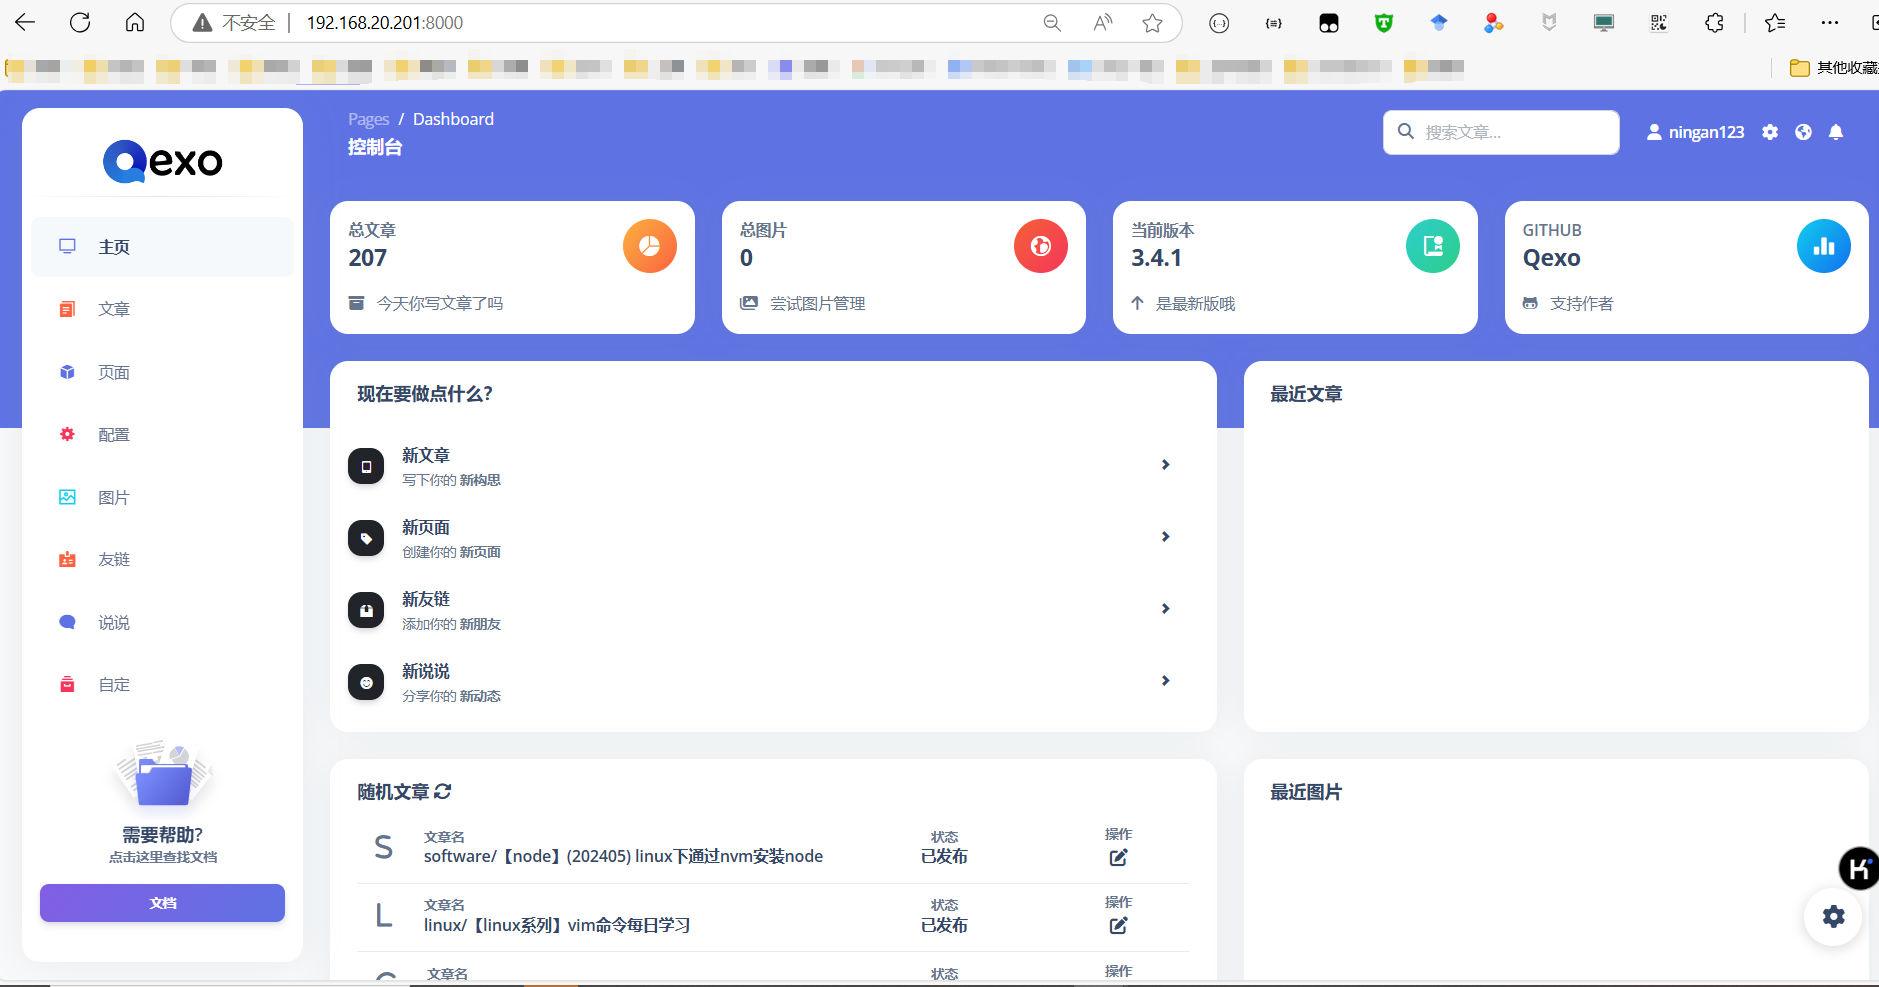 不安全 192.168.20.201:8000
其他收藏
Qexo
主页
文章
页面
配置
图片
友链
说说
自定
需要帮助?
点击这里查找文档
文档
Pages / Dashboard
控制台
搜索文章...
ningan123
总文章
207
今天你写文章了吗
总图片
0
尝试图片管理
当前版本
3.4.1
是最新版哦
GITHUB
Qexo
支持作者
现在要做点什么?
新文章
写下你的 新构思
新页面
创建你的 新页面
新友链
添加你的 新朋友
新说说
分享你的 新动态
最近文章
随机文章
S
文章名
software/【node】(202405) linux下通过nvm安装node
状态
已发布
操作
L
文章名
linux/【linux系列】vim命令每日学习
状态
已发布
操作
文章名
状态
操作
最近图片